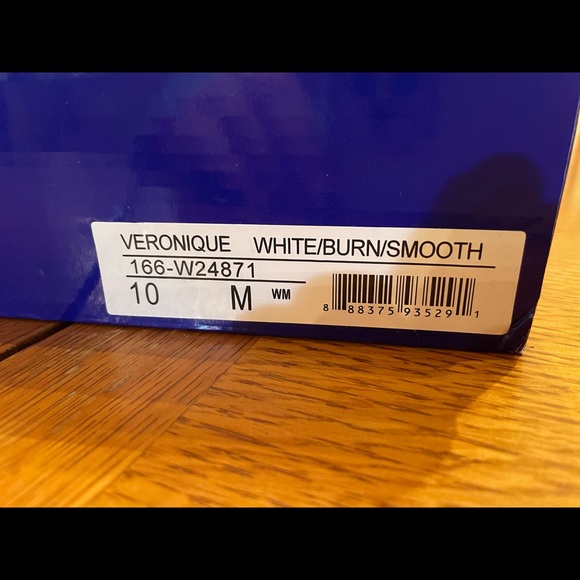 VERONIQUE WHITE/BURN/SMOOTH
166-W24871
10 M WM
8 88375 93529 1